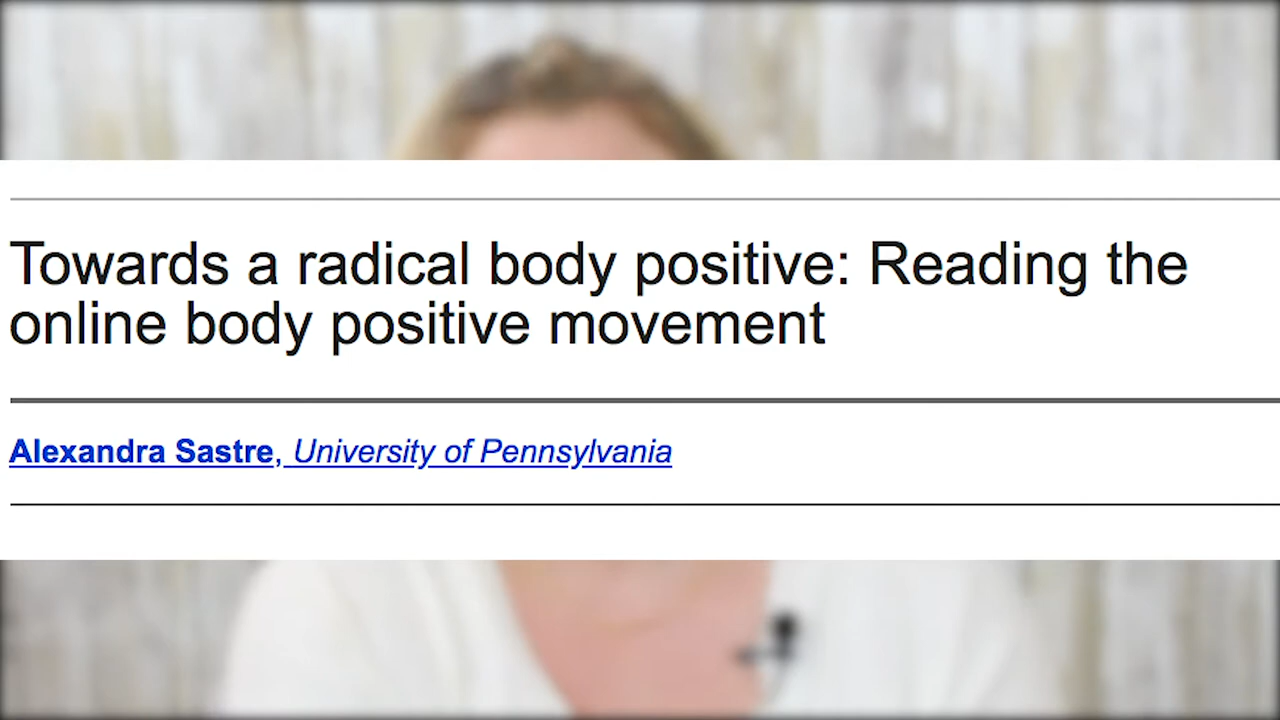 Towards a radical body positive: Reading the
online body positive movement
Alexandra Sastre, University of Pennsylvania